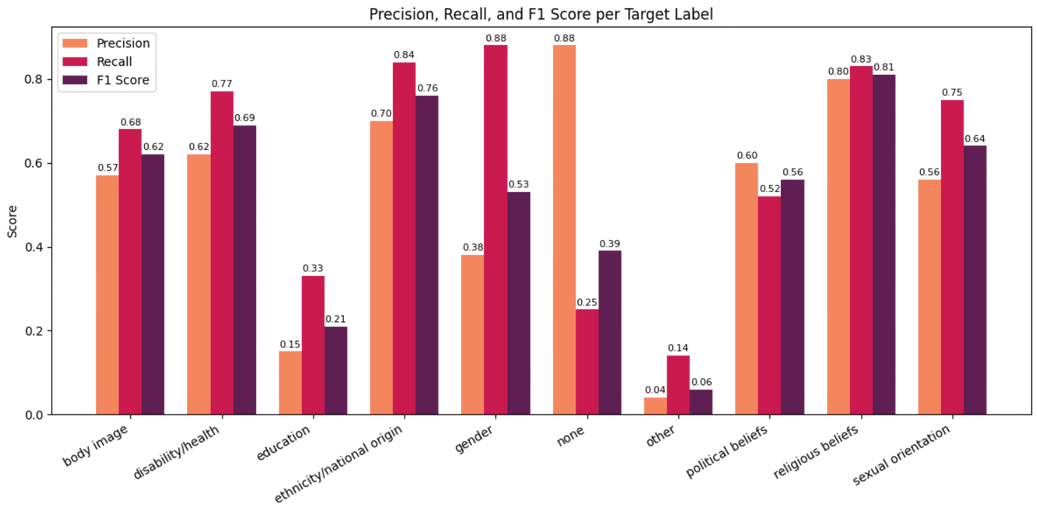 Precision, Recall, and F1 Score per Target Label
Precision
Recall
F1 Score
Score
0.8
0.6
0.4
0.2
0.0
0.57
0.68
0.62
0.62
0.77
0.69
0.15
0.33
0.21
0.70
0.84
0.76
0.38
0.88
0.53
0.88
0.25
0.39
0.04
0.14
0.06
0.60
0.52
0.56
0.80
0.83
0.81
0.56
0.75
0.64
body image
disability/health
education
ethnicity/national origin
gender
none
other
political beliefs
religious beliefs
sexual orientation